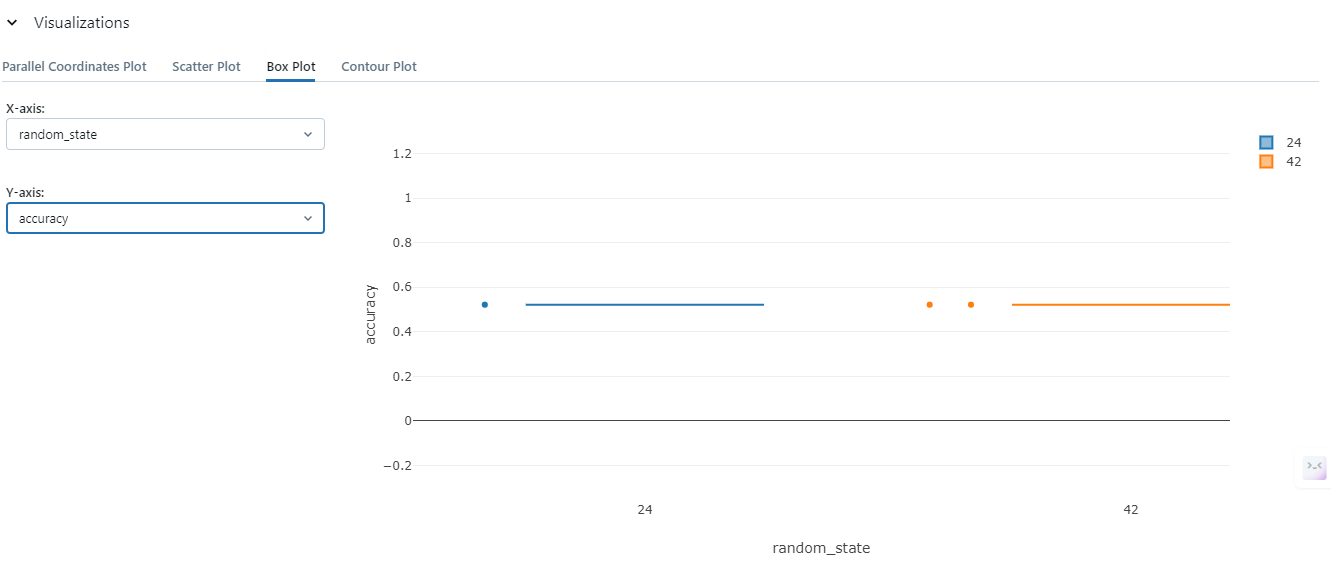 Visualizations
Parallel Coordinates Plot Scatter Plot Box Plot Contour Plot
X-axis:
random_state
Y-axis:
accuracy
1.2
1
0.8
0.6
0.4
0.2
0
−0.2
accuracy
24
42
random_state
24
42